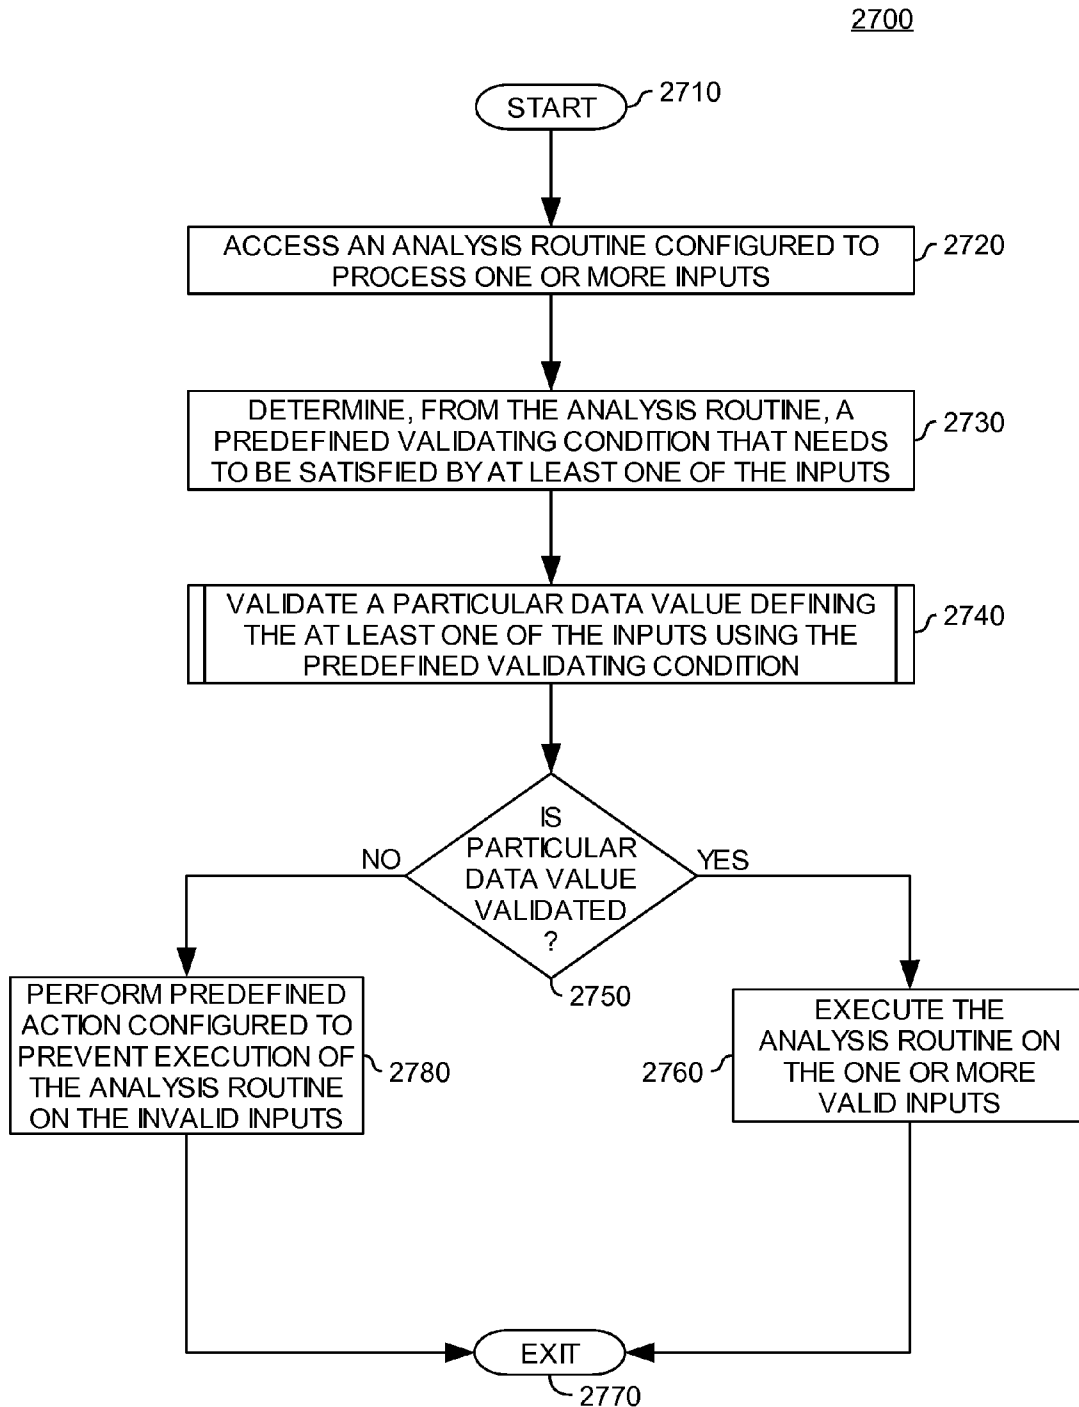 2700
START
2710
ACCESS AN ANALYSIS ROUTINE CONFIGURED TO
PROCESS ONE OR MORE INPUTS
2720
DETERMINE, FROM THE ANALYSIS ROUTINE, A
PREDEFINED VALIDATING CONDITION THAT NEEDS
TO BE SATISFIED BY AT LEAST ONE OF THE INPUTS
2730
VALIDATE A PARTICULAR DATA VALUE DEFINING
THE AT LEAST ONE OF THE INPUTS USING THE
PREDEFINED VALIDATING CONDITION
2740
IS
PARTICULAR
DATA VALUE
VALIDATED
?
2750
NO
YES
PERFORM PREDEFINED
ACTION CONFIGURED TO
PREVENT EXECUTION OF
THE ANALYSIS ROUTINE
ON THE INVALID INPUTS
2780
2760
EXECUTE THE
ANALYSIS ROUTINE ON
THE ONE OR MORE
VALID INPUTS
EXIT
2770